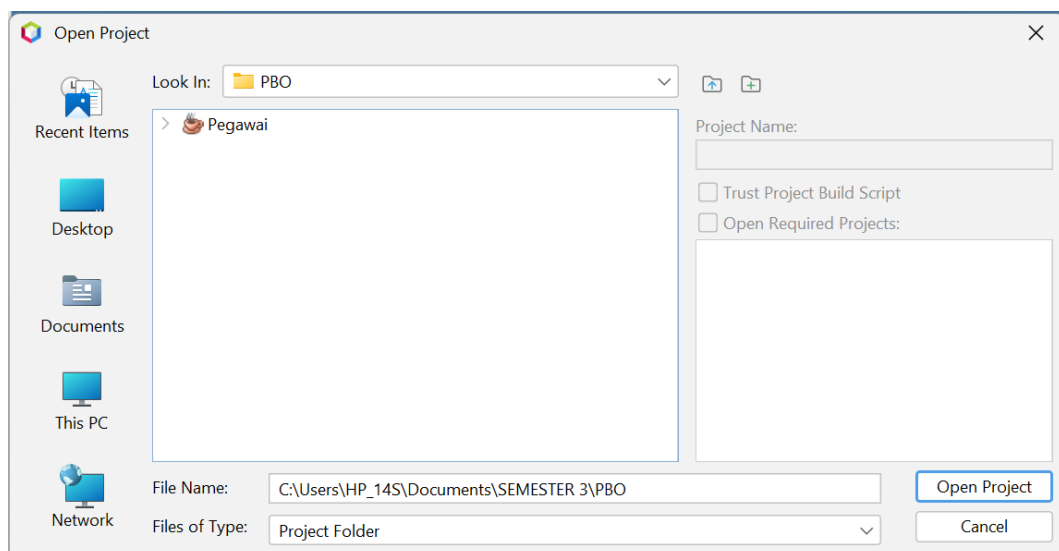 Open Project
Look In:
PBO
Recent Items
Desktop
Documents
This PC
Network
Pegawai
Project Name:
Trust Project Build Script
Open Required Projects:
File Name:
C:\Users\HP_14S\Documents\SEMESTER 3\PBO
Open Project
Files of Type:
Project Folder
Cancel